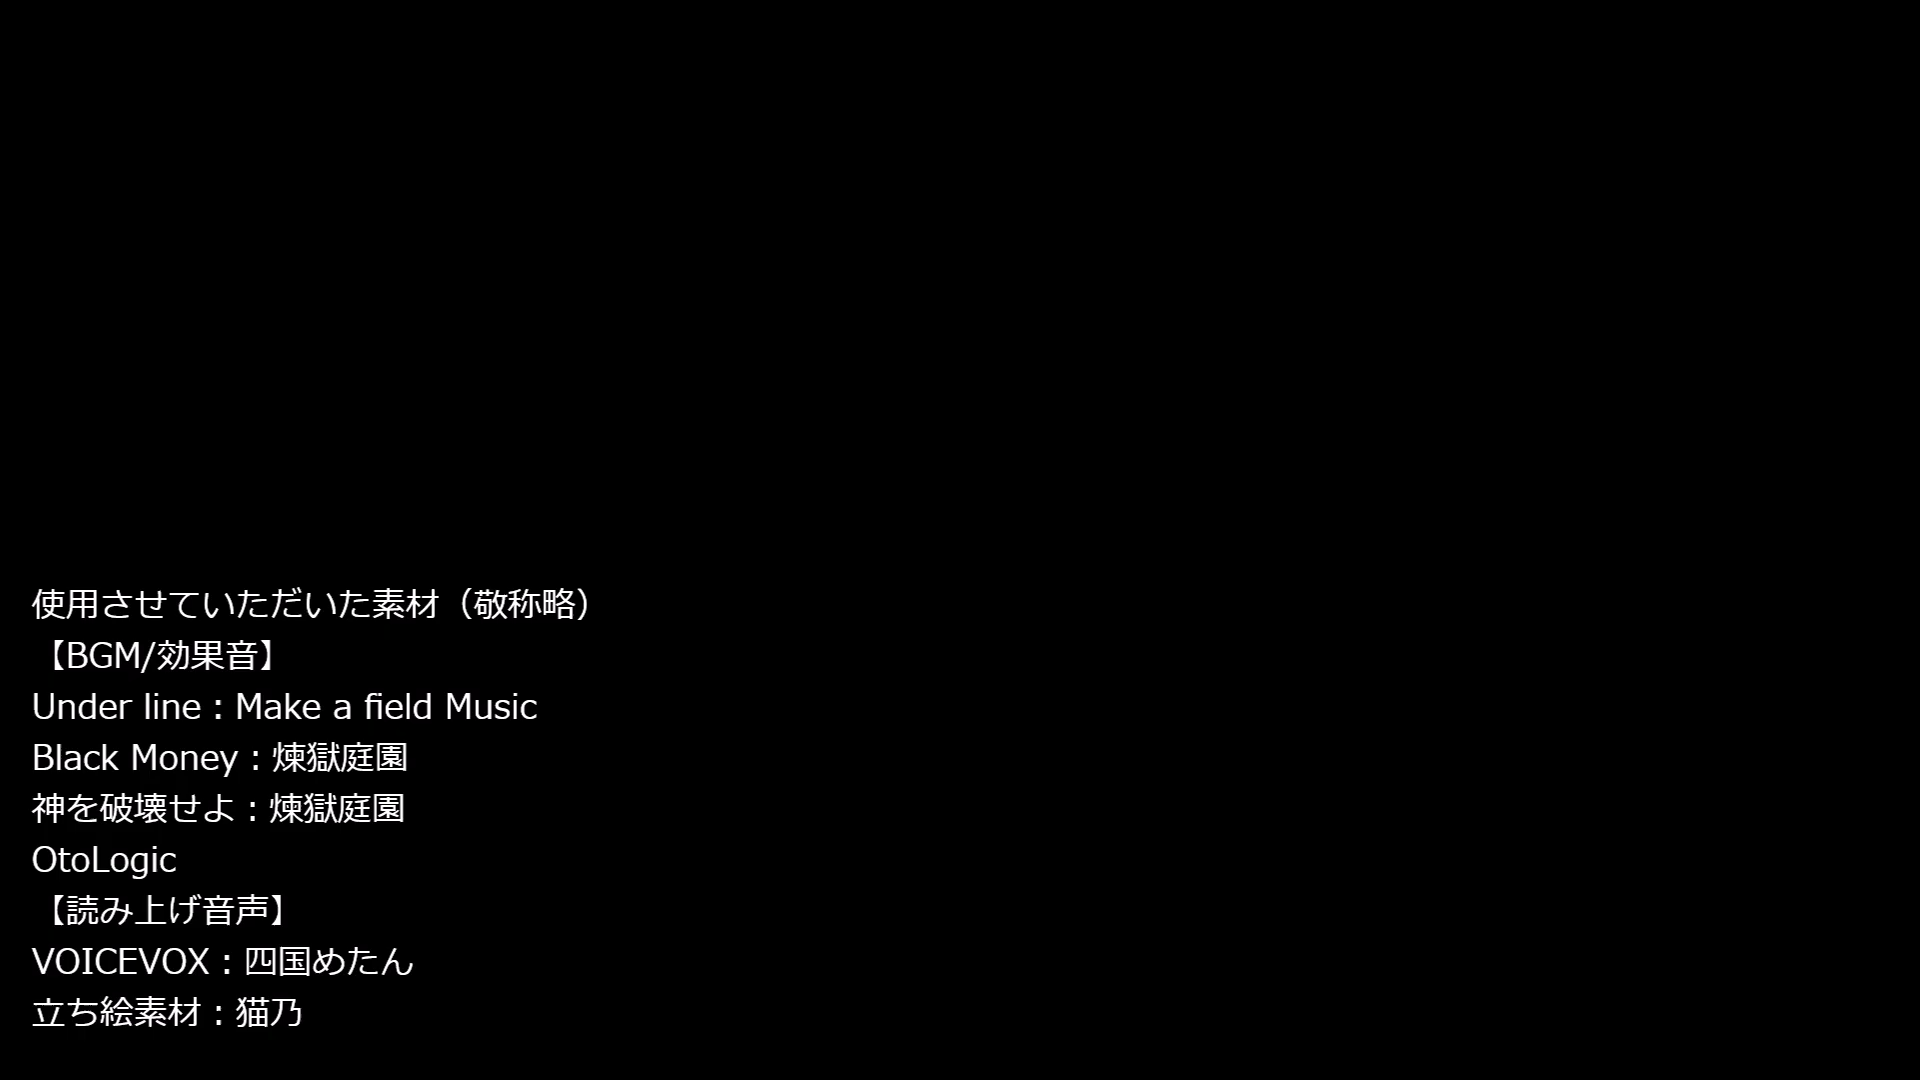 使用させていただいた素材（敬称略）
【BGM/効果音】
Under line：Make a field Music
Black Money：煉獄庭園
神を破壊せよ：煉獄庭園
OtoLogic
【読み上げ音声】
VOICEVOX：四国めたん
立ち絵素材：猫乃